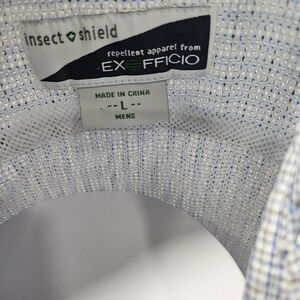 insect shield
repellent apparel from
EXOFFICIO
MADE IN CHINA
-- L --
MENS